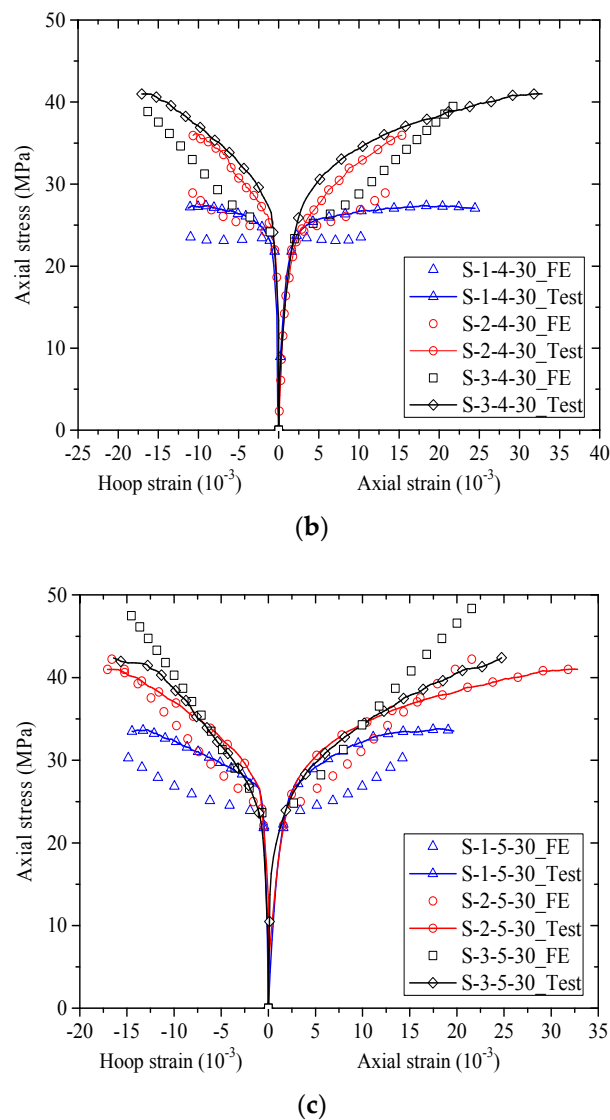 50
40
30
20
10
0
Axial stress (MPa)
S-1-4-30_FE
S-1-4-30_Test
S-2-4-30_FE
S-2-4-30_Test
S-3-4-30_FE
S-3-4-30_Test
-25 -20 -15 -10 -5 0 5 10 15 20 25 30 35 40
Hoop strain (10⁻³) Axial strain (10⁻³)
(b)
50
40
30
20
10
0
Axial stress (MPa)
S-1-5-30_FE
S-1-5-30_Test
S-2-5-30_FE
S-2-5-30_Test
S-3-5-30_FE
S-3-5-30_Test
-20 -15 -10 -5 0 5 10 15 20 25 30 35
Hoop strain (10⁻³) Axial strain (10⁻³)
(c)